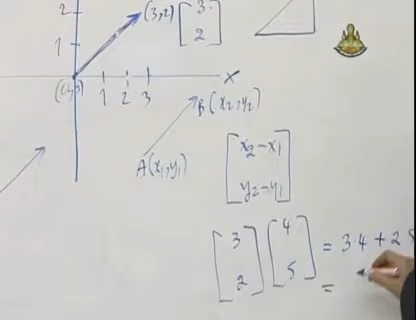 2
(3,2) [3 2]
1
(0,0) 1 2 3 x
B(x₂,y₂)
A(x₁,y₁)
[x₂-x₁ y₂-y₁]
[3 2] [4 5] = 3.4 + 2
=